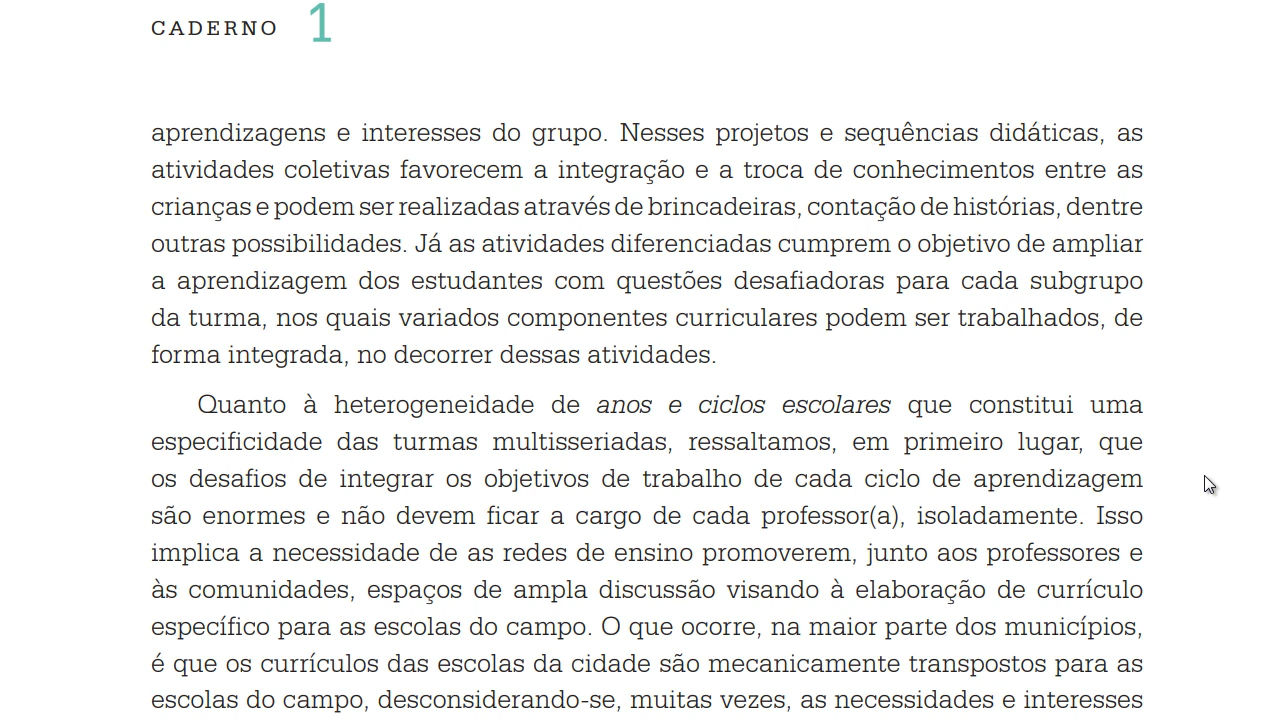 CADERNO 1
aprendizagens e interesses do grupo. Nesses projetos e sequências didáticas, as
atividades coletivas favorecem a integração e a troca de conhecimentos entre as
crianças e podem ser realizadas através de brincadeiras, contação de histórias, dentre
outras possibilidades. Já as atividades diferenciadas cumprem o objetivo de ampliar
a aprendizagem dos estudantes com questões desafiadoras para cada subgrupo
da turma, nos quais variados componentes curriculares podem ser trabalhados, de
forma integrada, no decorrer dessas atividades.
Quanto à heterogeneidade de anos e ciclos escolares que constitui uma
especificidade das turmas multisseriadas, ressaltamos, em primeiro lugar, que
os desafios de integrar os objetivos de trabalho de cada ciclo de aprendizagem
são enormes e não devem ficar a cargo de cada professor(a), isoladamente. Isso
implica a necessidade de as redes de ensino promoverem, junto aos professores e
às comunidades, espaços de ampla discussão visando à elaboração de currículo
específico para as escolas do campo. O que ocorre, na maior parte dos municípios,
é que os currículos das escolas da cidade são mecanicamente transpostos para as
escolas do campo, desconsiderando-se, muitas vezes, as necessidades e interesses